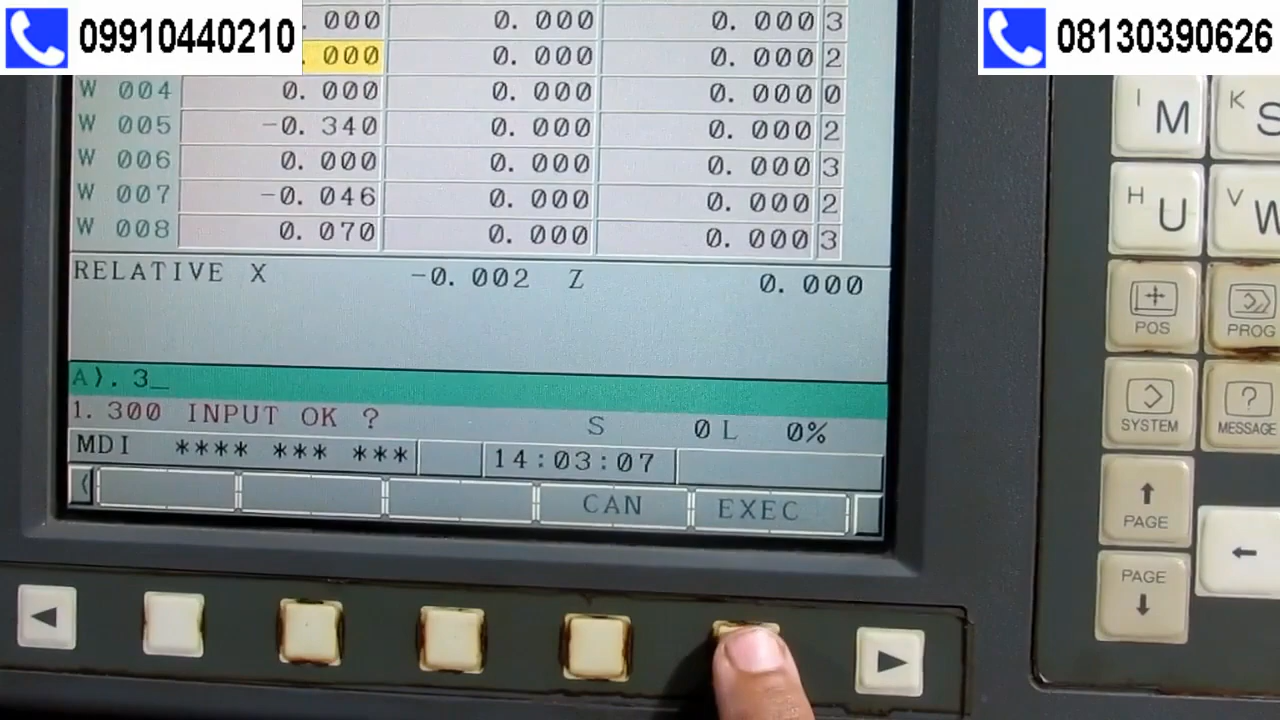 09910440210
08130390626
. 000 0. 000 0. 000 3
. 000 0. 000 0. 000 2
W 004 0. 000 0. 000 0. 000 0
W 005 -0. 340 0. 000 0. 000 2
W 006 0. 000 0. 000 0. 000 3
W 007 -0. 046 0. 000 0. 000 2
W 008 0. 070 0. 000 0. 000 3
RELATIVE X -0. 002 Z 0. 000
A). 3_
1. 300 INPUT OK ?
S 0 L 0%
MDI **** *** ***
14:03:07
CAN
EXEC
I M
K S
H U
V W
POS
PROG
SYSTEM
MESSAGE
PAGE
PAGE